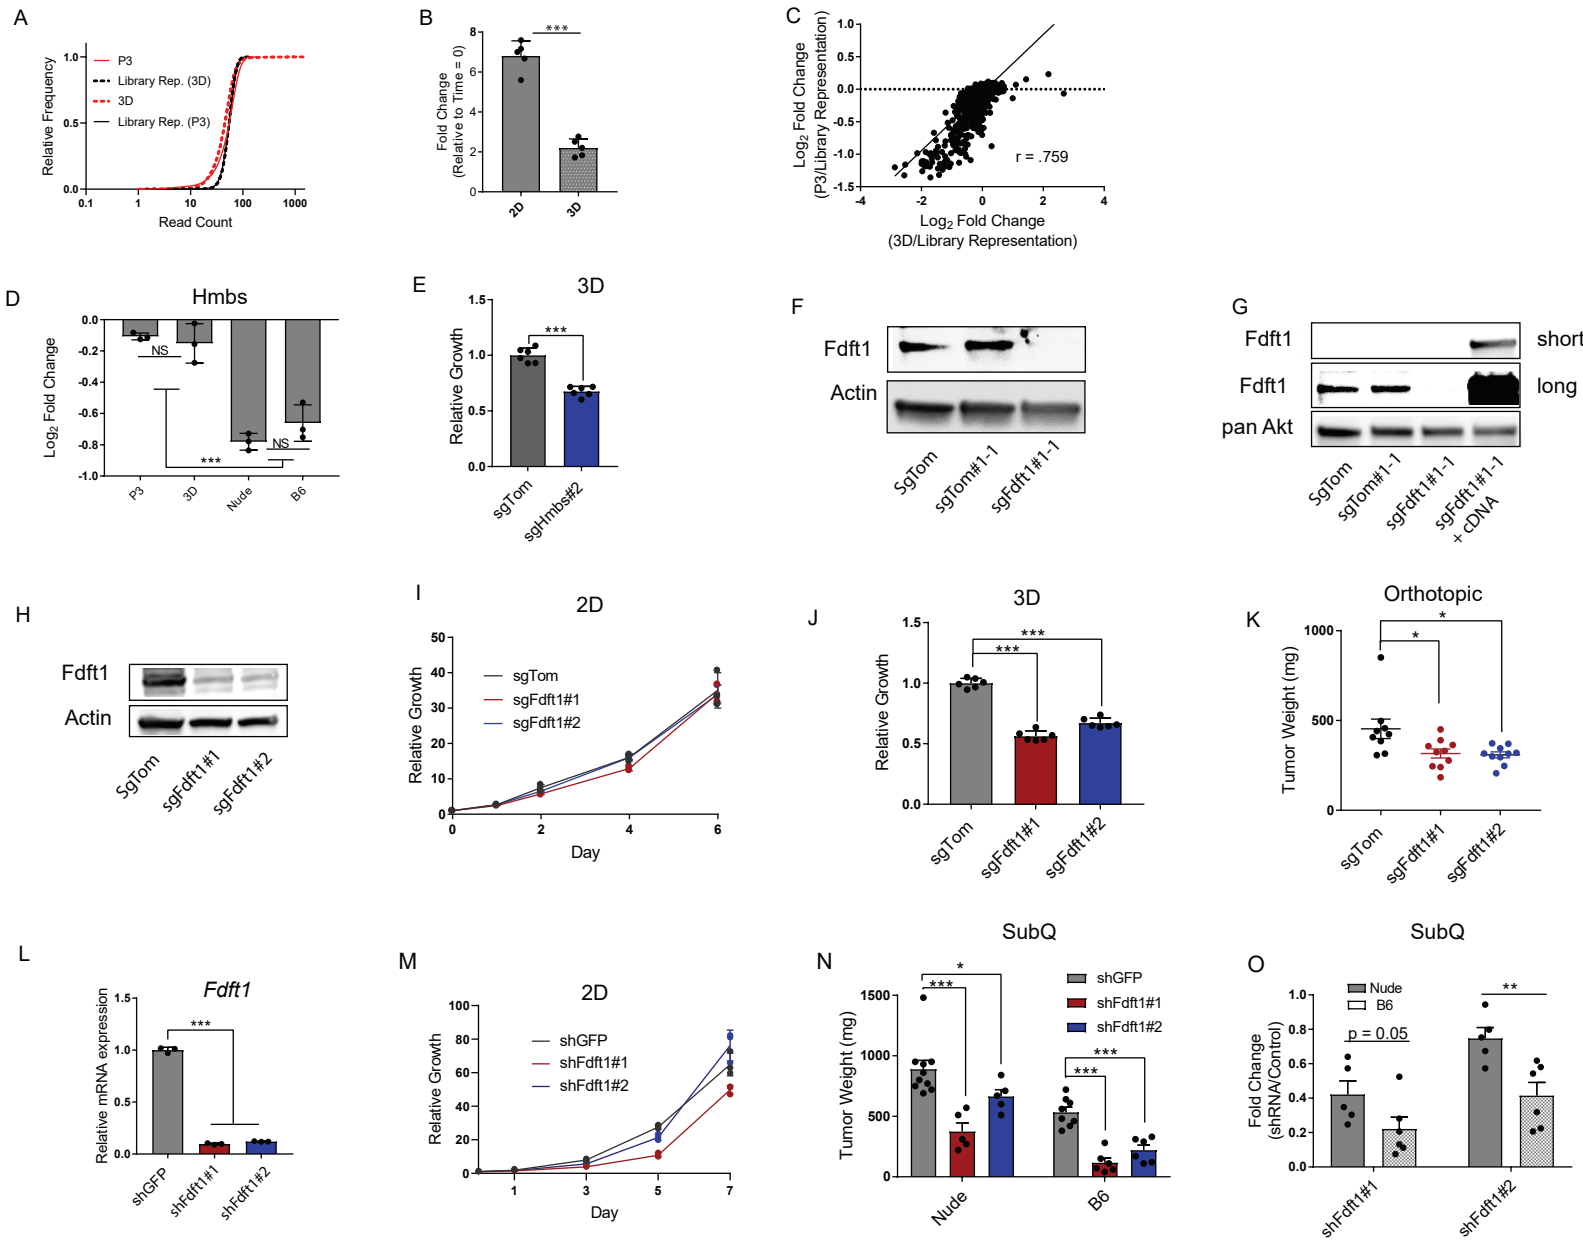 A
Relative Frequency
1.0
0.5
0.0
P3
Library Rep. (3D)
3D
Library Rep. (P3)
0.1 1 10 100 1000
Read Count
B
Fold Change
(Relative to Time = 0)
8
6
4
2
0
***
2D 3D
C
Log2 Fold Change
(P3/Library Representation)
1.0
0.5
0.0
-0.5
-1.0
-1.5
r = .759
-4 -2 0 2 4
Log2 Fold Change
(3D/Library Representation)
D
Hmbs
Log2 Fold Change
0.0
-0.2
-0.4
-0.6
-0.8
-1.0
NS
NS
***
P3 3D Nude B6
E
3D
Relative Growth
1.5
1.0
0.5
0.0
***
sgTom sgHmbs#2
F
Fdft1
Actin
SgTom sgTom#1-1 sgFdft1#1-1
G
Fdft1 short
Fdft1 long
pan Akt
SgTom sgTom#1-1 sgFdft1#1-1 sgFdft1#1-1
+ cDNA
H
Fdft1
Actin
SgTom sgFdft1#1 sgFdft1#2
I
2D
Relative Growth
50
40
30
20
10
0
sgTom
sgFdft1#1
sgFdft1#2
0 2 4 6
Day
J
3D
Relative Growth
1.5
1.0
0.5
0.0
***
***
sgTom sgFdft1#1 sgFdft1#2
K
Orthotopic
Tumor Weight (mg)
1000
500
0
*
*
sgTom sgFdft1#1 sgFdft1#2
L
Fdft1
Relative mRNA expression
1.5
1.0
0.5
0.0
***
shGFP shFdft1#1 shFdft1#2
M
2D
Relative Growth
100
80
60
40
20
0
shGFP
shFdft1#1
shFdft1#2
1 3 5 7
Day
N
SubQ
Tumor Weight (mg)
1500
1000
500
0
*
***
***
***
shGFP
shFdft1#1
shFdft1#2
Nude B6
O
SubQ
Fold Change
(shRNA/Control)
1.0
0.8
0.6
0.4
0.2
0.0
Nude
B6
p = 0.05
**
shFdft1#1 shFdft1#2